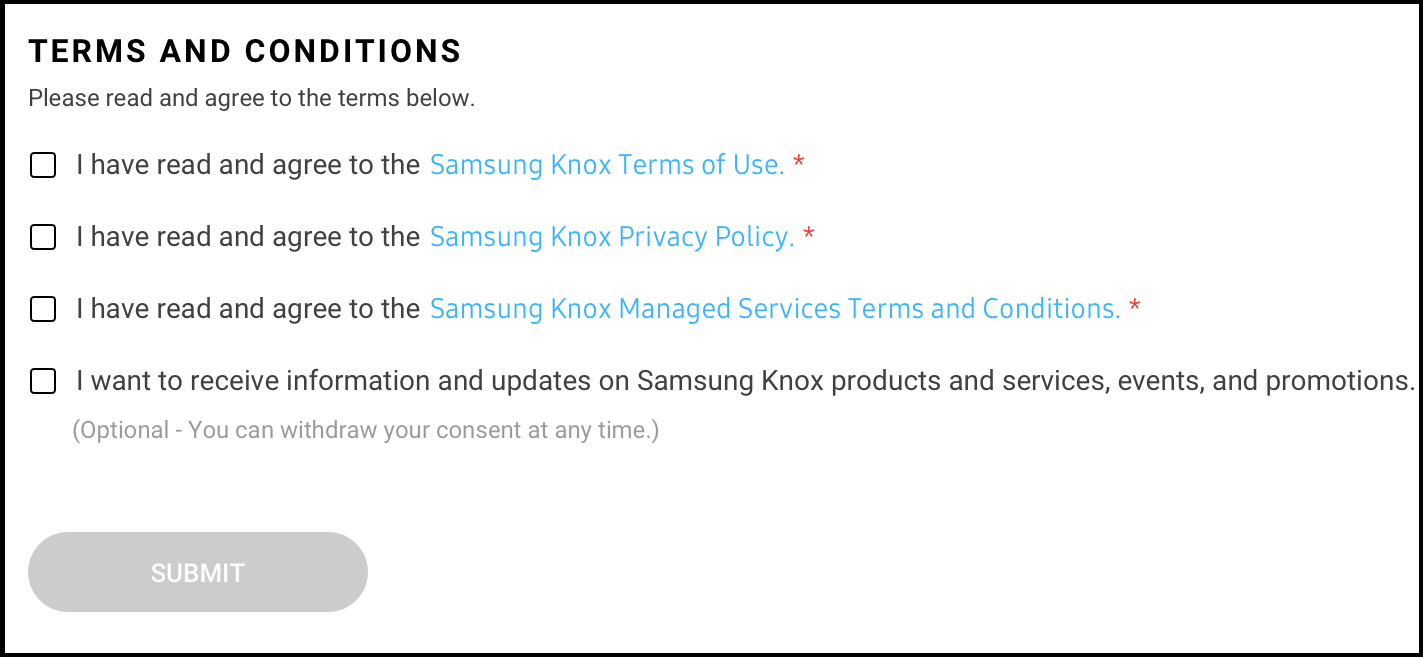 TERMS AND CONDITIONS
Please read and agree to the terms below.
I have read and agree to the Samsung Knox Terms of Use. *
I have read and agree to the Samsung Knox Privacy Policy. *
I have read and agree to the Samsung Knox Managed Services Terms and Conditions. *
I want to receive information and updates on Samsung Knox products and services, events, and promotions.
(Optional - You can withdraw your consent at any time.)
SUBMIT